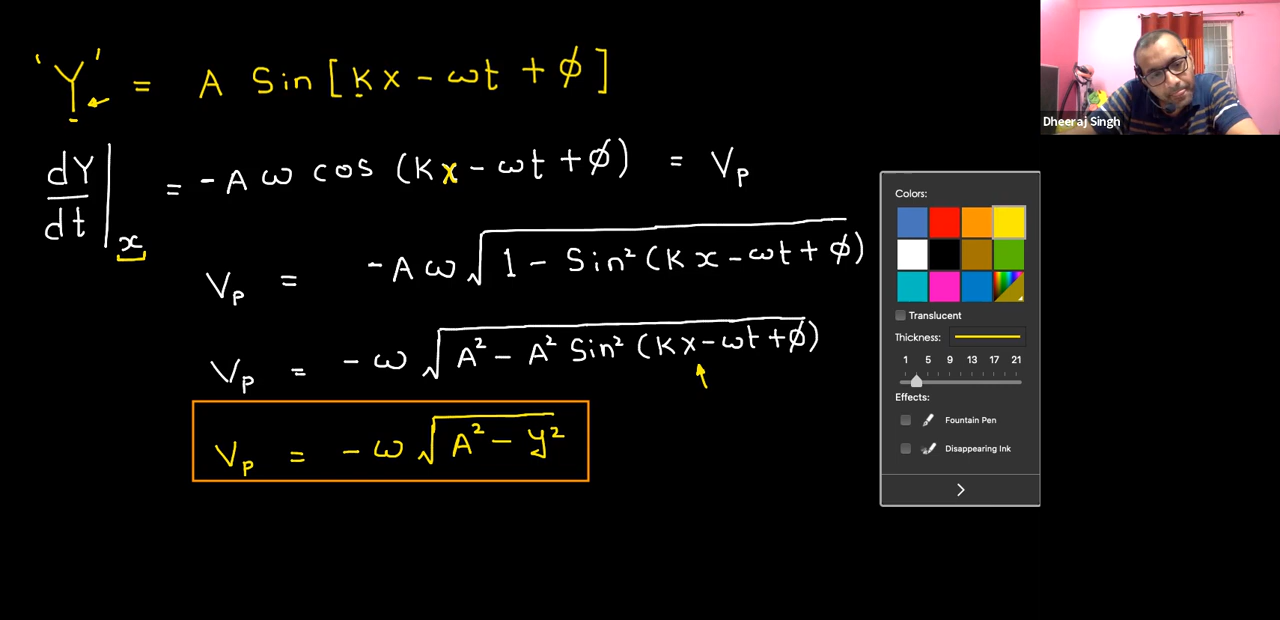 'Y' = A Sin [Kx - ωt + ϕ]
dY/dt |x = -Aω cos (Kx - ωt + ϕ) = Vp
Vp = -Aω√(1 - Sin²(Kx - ωt + ϕ))
Vp = -ω√(A² - A² Sin² (Kx - ωt + ϕ))
Vp = -ω√(A² - y²)
Dheeraj Singh
Colors:
Translucent
Thickness:
1 5 9 13 17 21
Effects:
Fountain Pen
Disappearing Ink